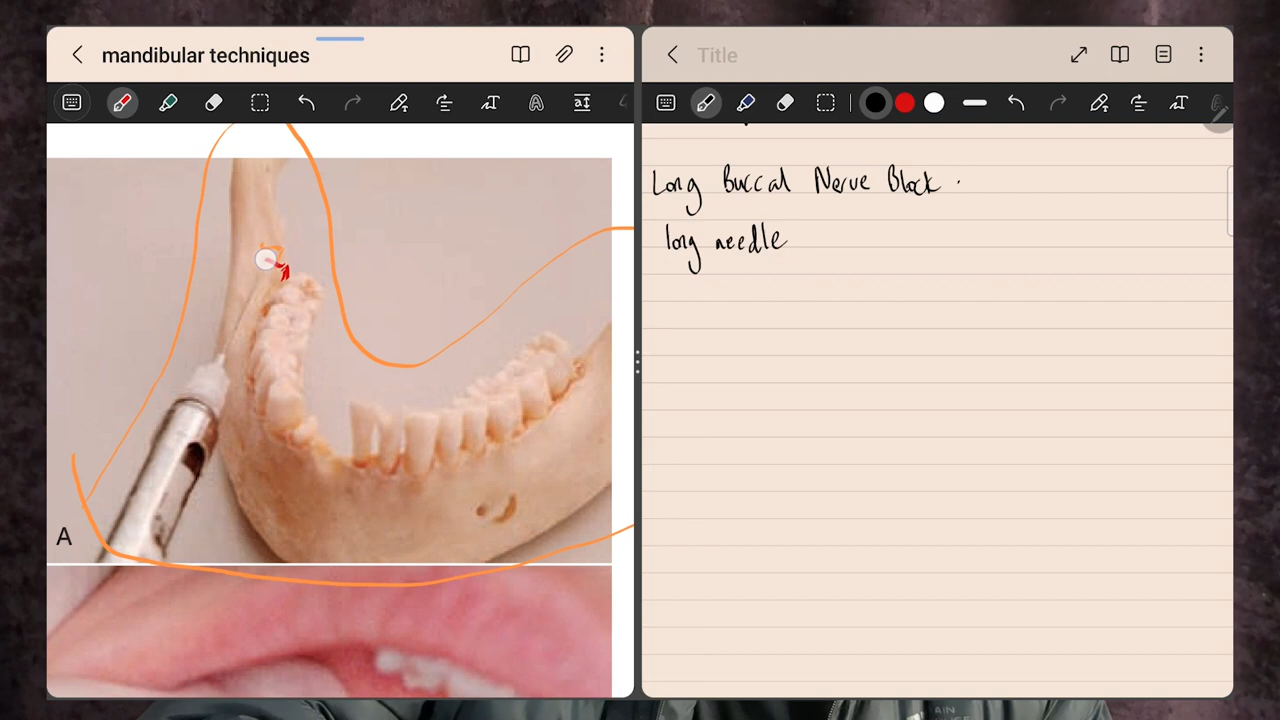 mandibular techniques
Title
Long Buccal Nerve Block .
long needle
A